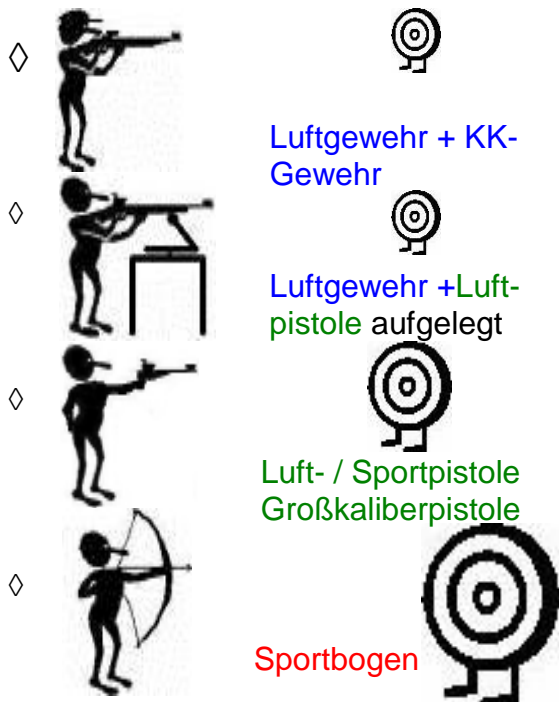 ◊
Luftgewehr + KK-
Gewehr
◊
Luftgewehr +Luft-
pistole aufgelegt
◊
Luft- / Sportpistole
Großkaliberpistole
◊
Sportbogen